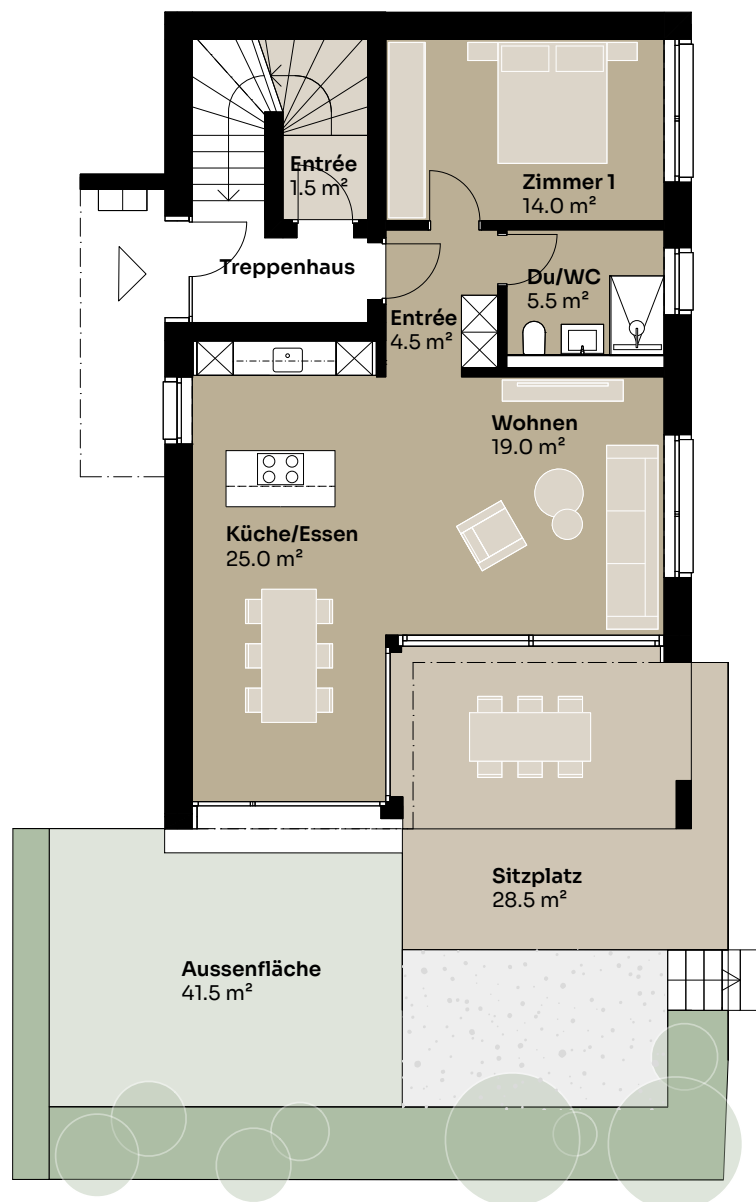 Entrée
1.5 m²
Zimmer 1
14.0 m²
Treppenhaus
Du/WC
5.5 m²
Entrée
4.5 m²
Wohnen
19.0 m²
Küche/Essen
25.0 m²
Sitzplatz
28.5 m²
Aussenfläche
41.5 m²